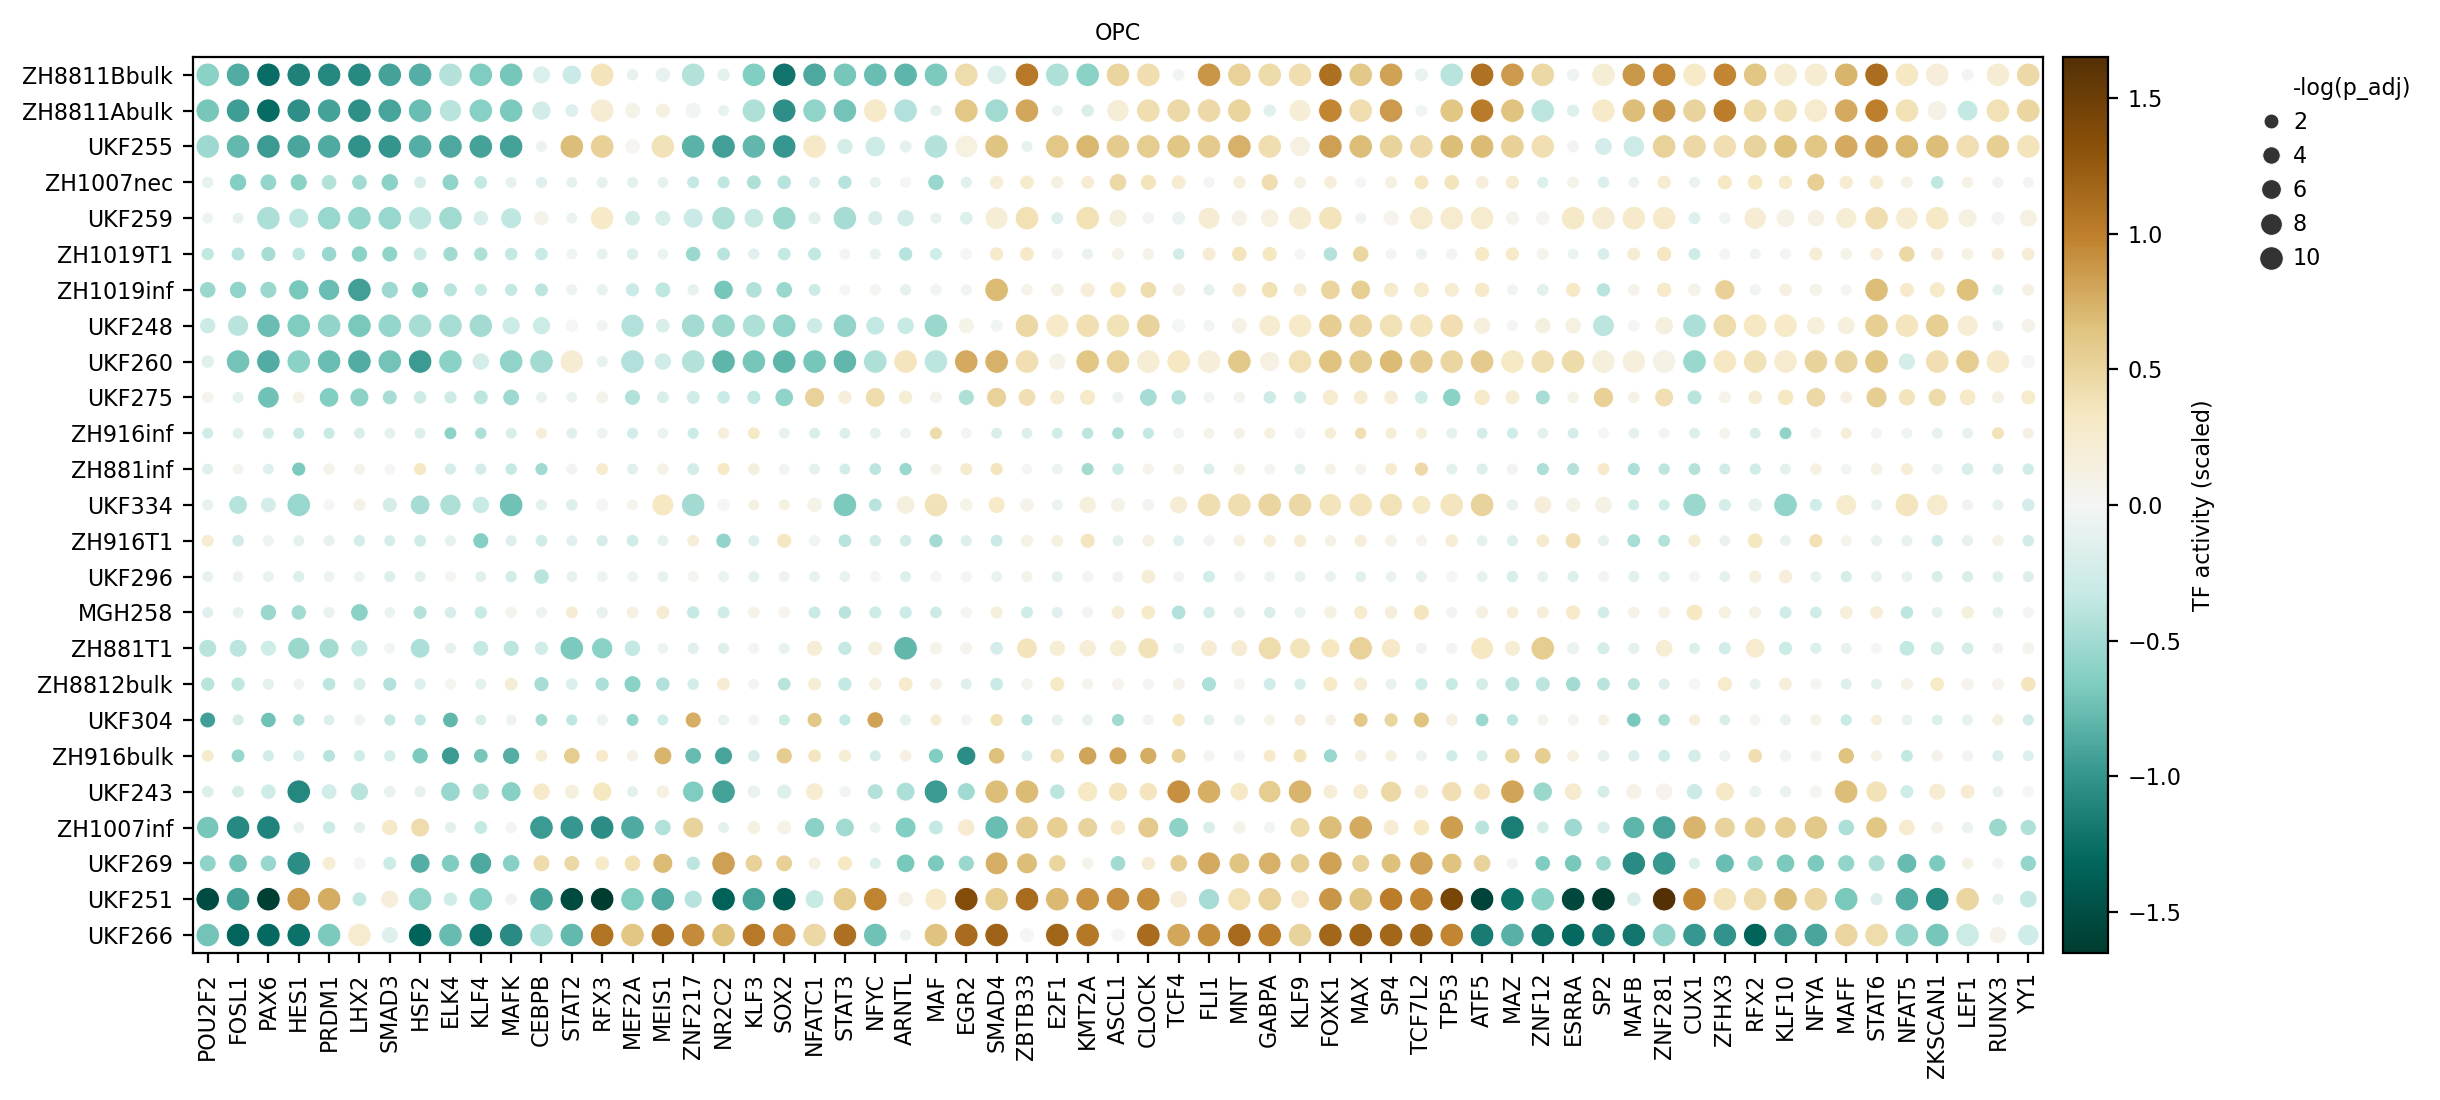 OPC
ZH8811Bbulk
ZH8811Abulk
UKF255
ZH1007nec
UKF259
ZH1019T1
ZH1019inf
UKF248
UKF260
UKF275
ZH916inf
ZH881inf
UKF334
ZH916T1
UKF296
MGH258
ZH881T1
ZH8812bulk
UKF304
ZH916bulk
UKF243
ZH1007inf
UKF269
UKF251
UKF266
POU2F2
FOSL1
PAX6
HES1
PRDM1
LHX2
SMAD3
HSF2
ELK4
KLF4
MAFK
CEBPB
STAT2
RFX3
MEF2A
MEIS1
ZNF217
NR2C2
KLF3
SOX2
NFATC1
STAT3
NFYC
ARNTL
MAF
EGR2
SMAD4
ZBTB33
E2F1
KMT2A
ASCL1
CLOCK
TCF4
FLI1
MNT
GABPA
KLF9
FOXK1
MAX
SP4
TCF7L2
TP53
ATF5
MAZ
ZNF12
ESRRA
SP2
MAFB
ZNF281
CUX1
ZFHX3
RFX2
KLF10
NFYA
MAFF
STAT6
NFAT5
ZKSCAN1
LEF1
RUNX3
YY1
1.5
1.0
0.5
0.0
−0.5
−1.0
−1.5
TF activity (scaled)
-log(p_adj)
2
4
6
8
10